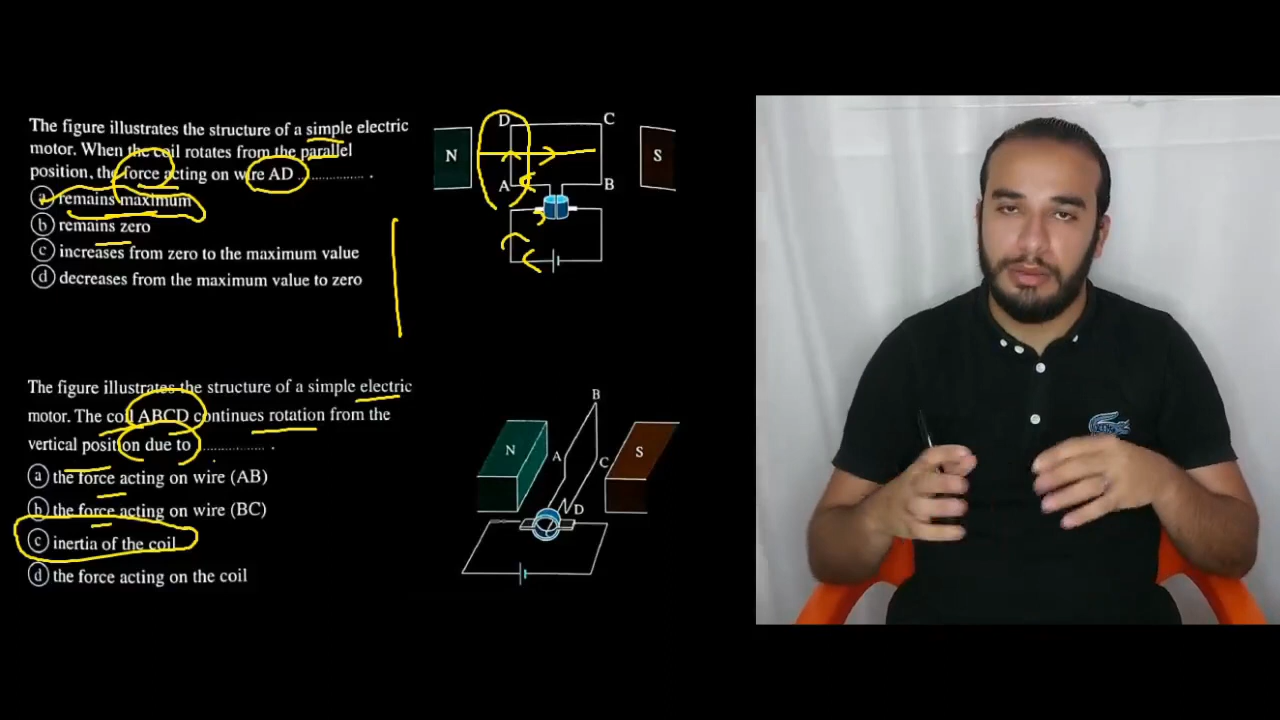 The figure illustrates the structure of a simple electric
motor. When the coil rotates from the parallel
position, the force acting on wire AD .................. .
a remains maximum
b remains zero
c increases from zero to the maximum value
d decreases from the maximum value to zero
D C
N S
A B
The figure illustrates the structure of a simple electric
motor. The coil ABCD continues rotation from the
vertical position due to .................. .
a the force acting on wire (AB)
b the force acting on wire (BC)
c inertia of the coil
d the force acting on the coil
B
N S
A C
D